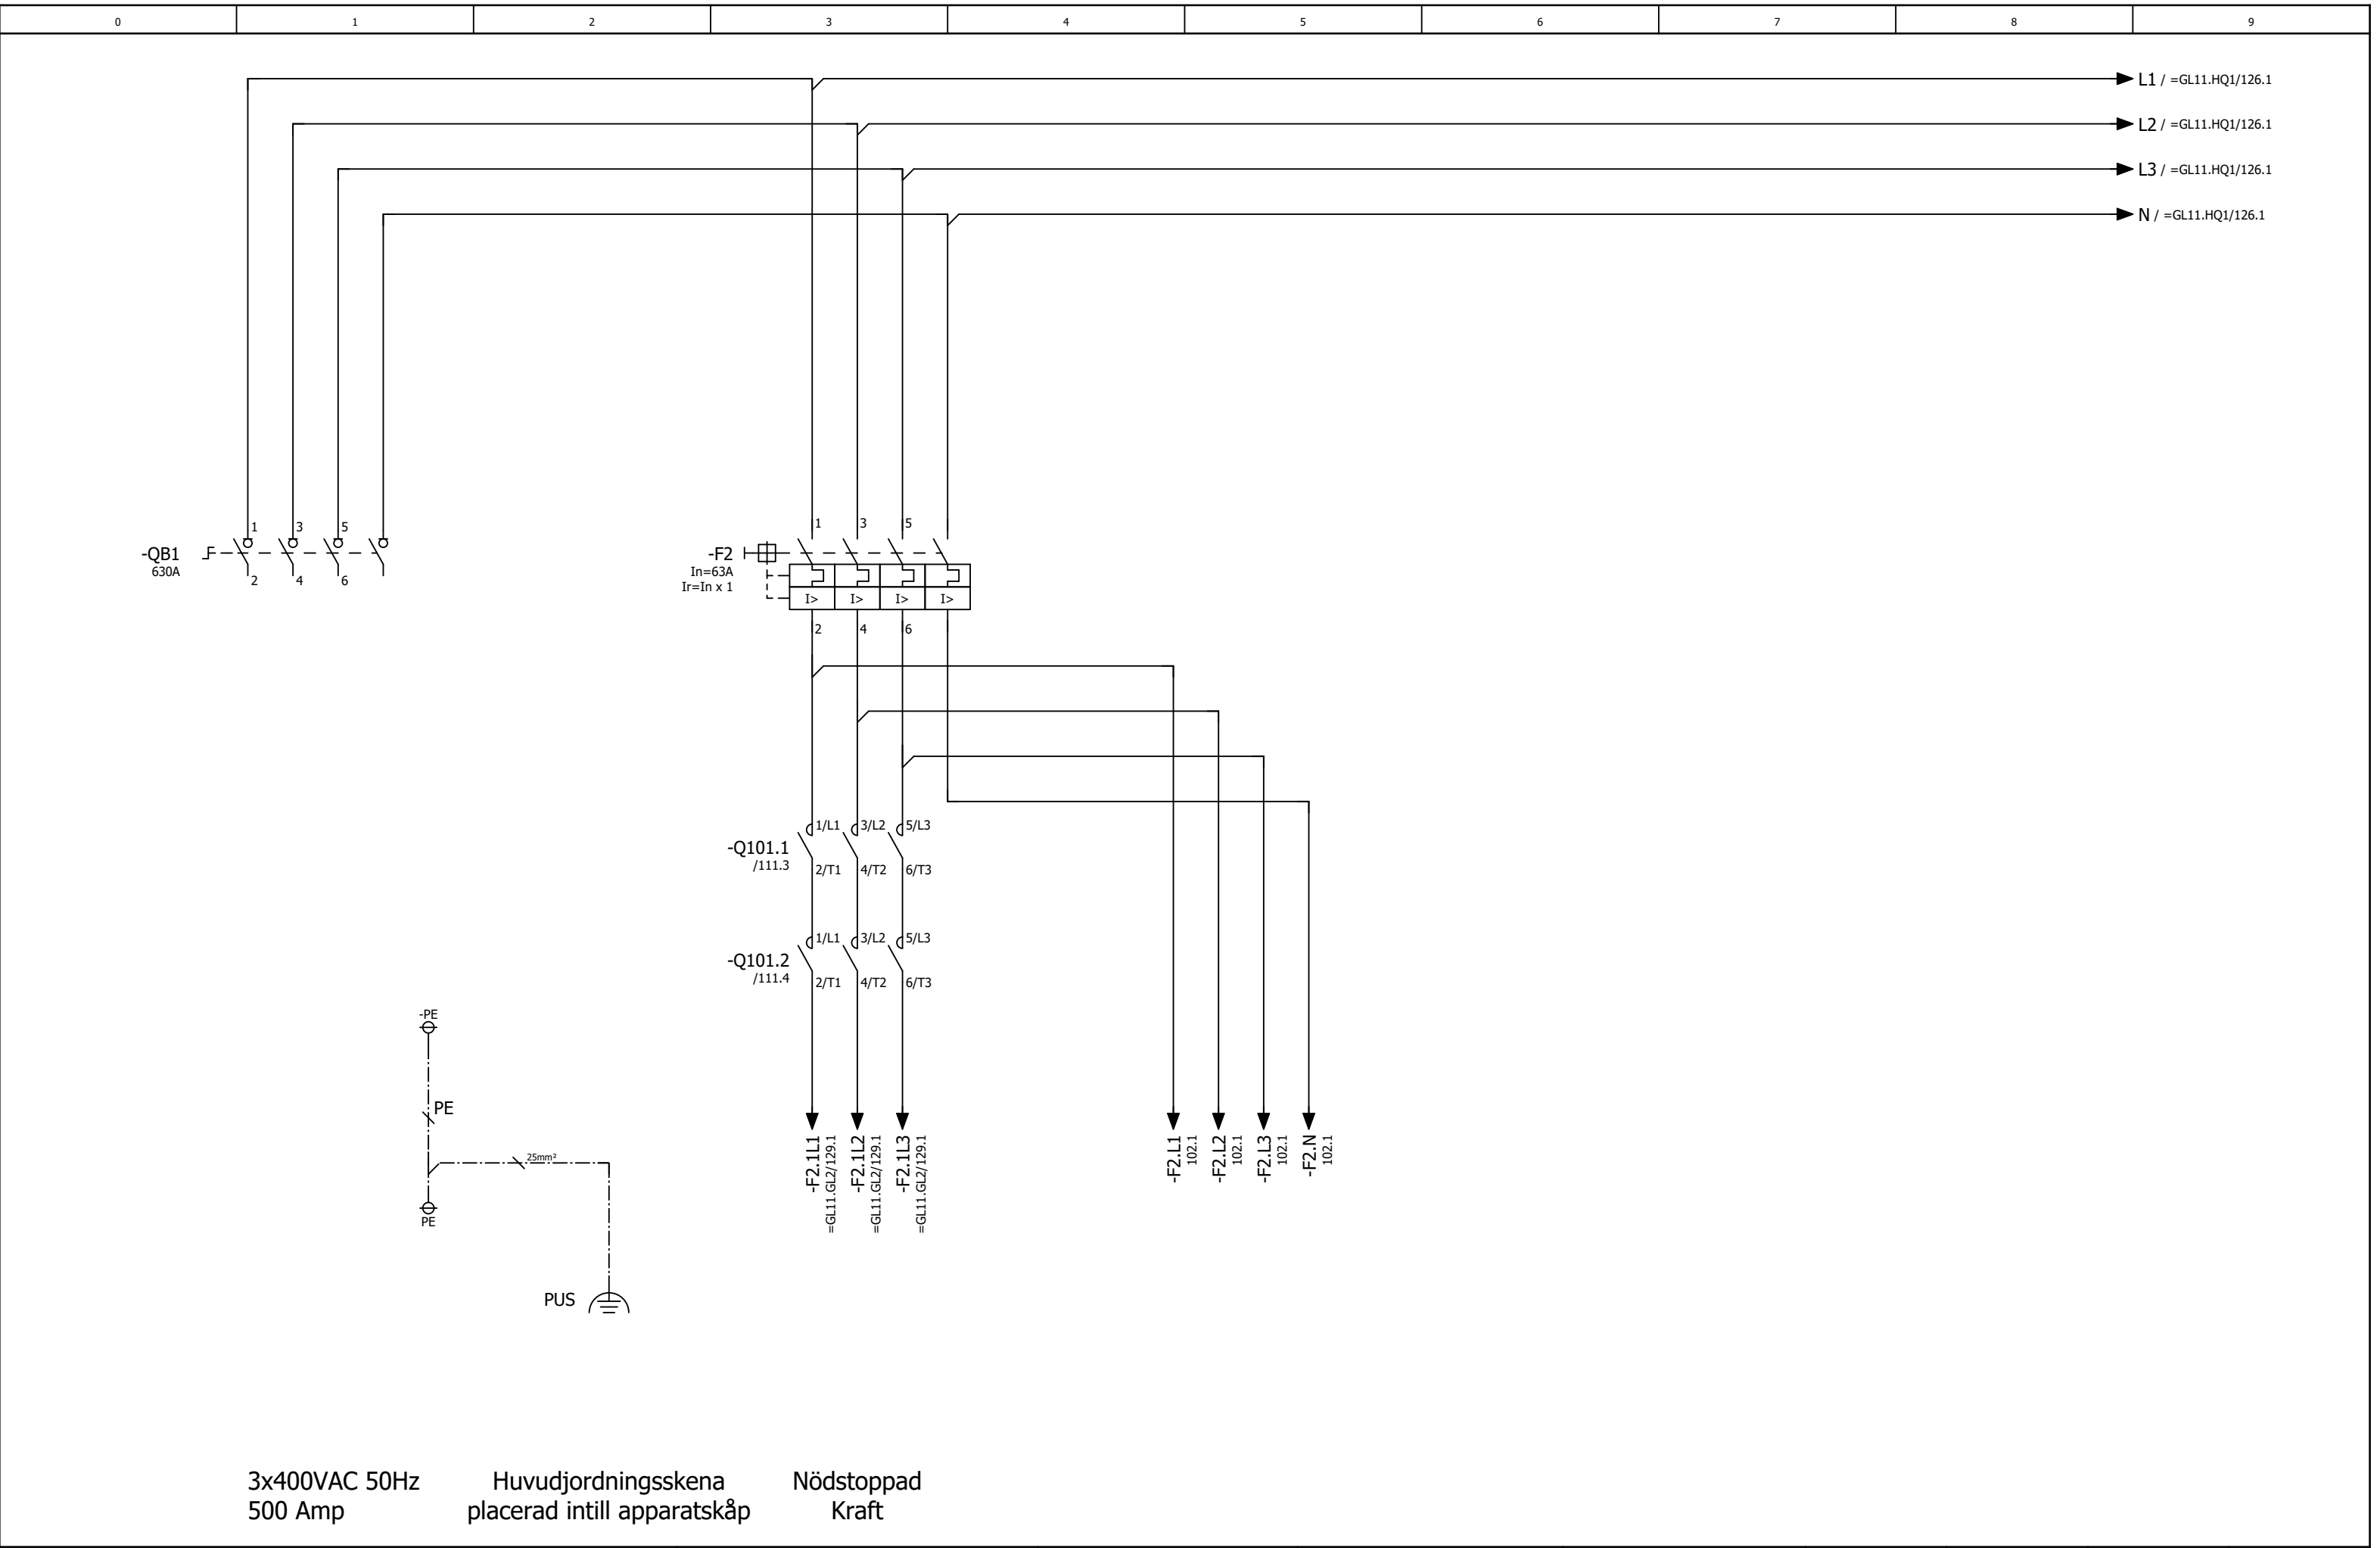 0 1 2 3 4 5 6 7 8 9
L1 / =GL11.HQ1/126.1
L2 / =GL11.HQ1/126.1
L3 / =GL11.HQ1/126.1
N / =GL11.HQ1/126.1
1 3 5
-QB1
630A
2 4 6
1 3 5
-F2
In=63A
Ir=In x 1
I> I> I> I>
2 4 6
1/L1 3/L2 5/L3
-Q101.1
/111.3
2/T1 4/T2 6/T3
1/L1 3/L2 5/L3
-Q101.2
/111.4
2/T1 4/T2 6/T3
-PE
PE
25mm²
PE
PUS
-F2.1L1
=GL11.GL2/129.1
-F2.1L2
=GL11.GL2/129.1
-F2.1L3
=GL11.GL2/129.1
-F2.L1
102.1
-F2.L2
102.1
-F2.L3
102.1
-F2.N
102.1
3x400VAC 50Hz
500 Amp
Huvudjordningsskena
placerad intill apparatskåp
Nödstoppad
Kraft